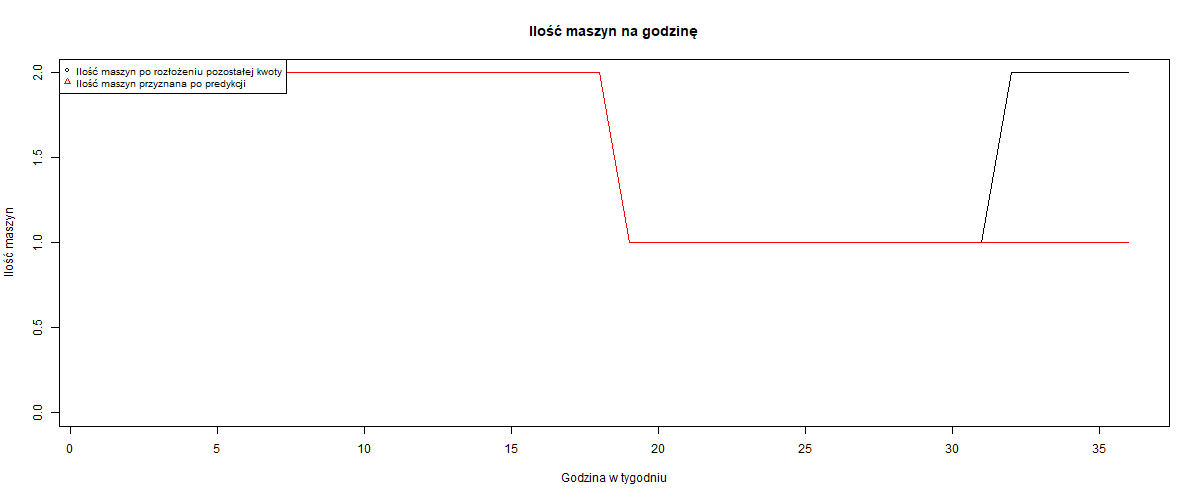 Ilość maszyn na godzinę
Ilość maszyn po rozłożeniu pozostałej kwoty
Ilość maszyn przyznana po predykcji
Ilość maszyn
2.0
1.5
1.0
0.5
0.0
0 5 10 15 20 25 30 35
Godzina w tygodniu